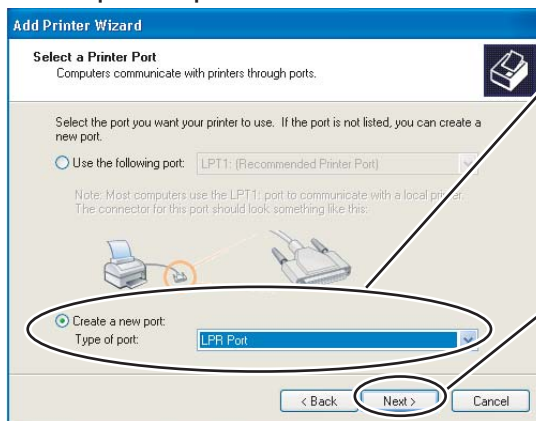 Add Printer Wizard
Select a Printer Port
Computers communicate with printers through ports.
Select the port you want your printer to use. If the port is not listed, you can create a
new port.
Use the following port:
LPT1: (Recommended Printer Port)
Note: Most computers use the LPT1: port to communicate with a local printer.
The connector for this port should look something like this:
Create a new port:
Type of port:
LPR Port
< Back
Next >
Cancel